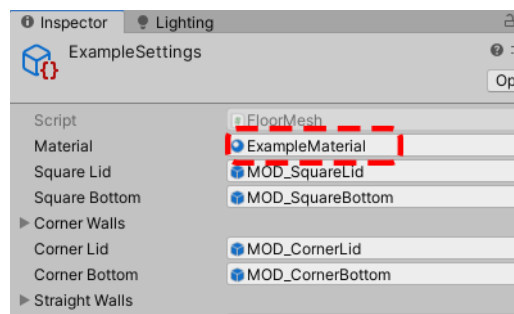 Inspector Lighting
ExampleSettings
Op
Script FloorMesh
Material ExampleMaterial
Square Lid MOD_SquareLid
Square Bottom MOD_SquareBottom
Corner Walls
Corner Lid MOD_CornerLid
Corner Bottom MOD_CornerBottom
Straight Walls